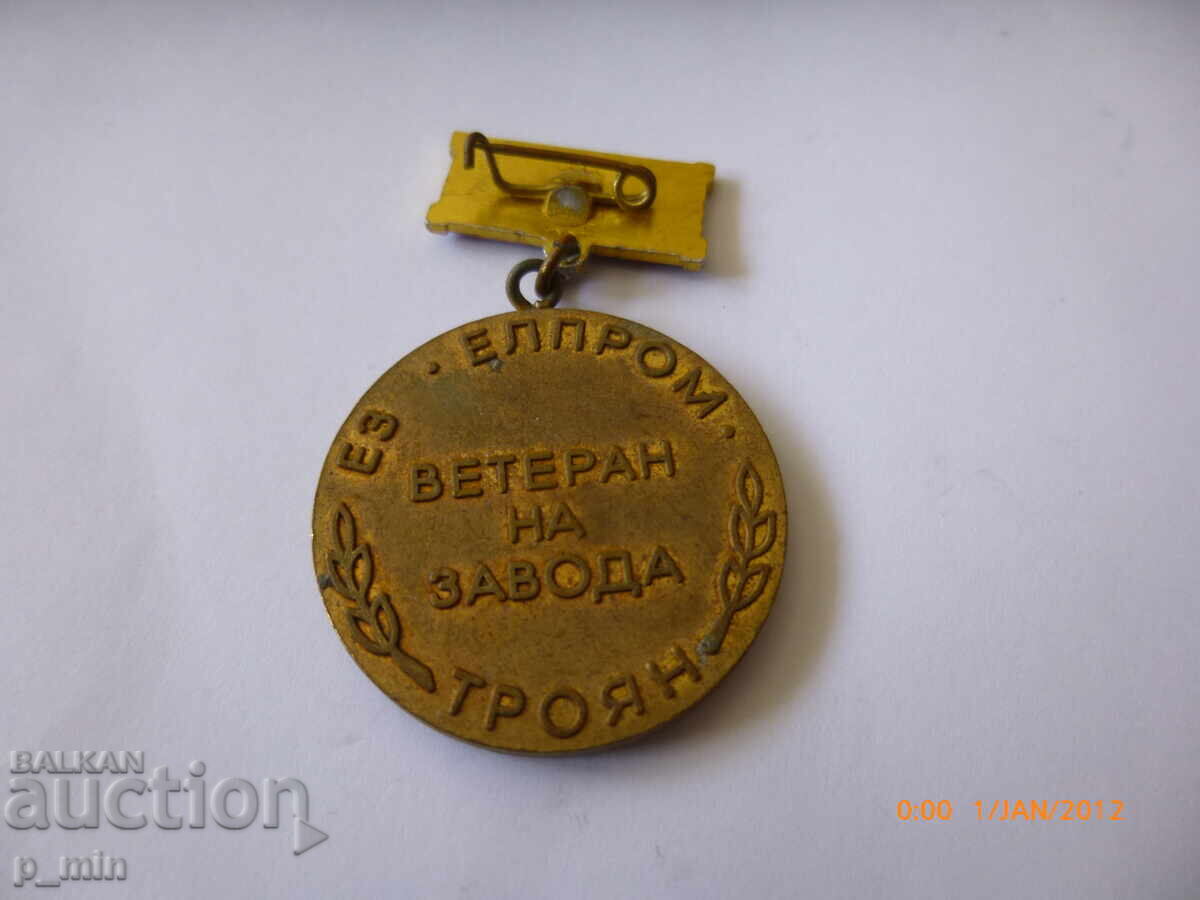 ЕЗ · ЕЛПРОМ ·
ВЕТЕРАН
НА
ЗАВОДА
ТРОЯН
BALKAN
auction
p_min
0:00 1/JAN/2012